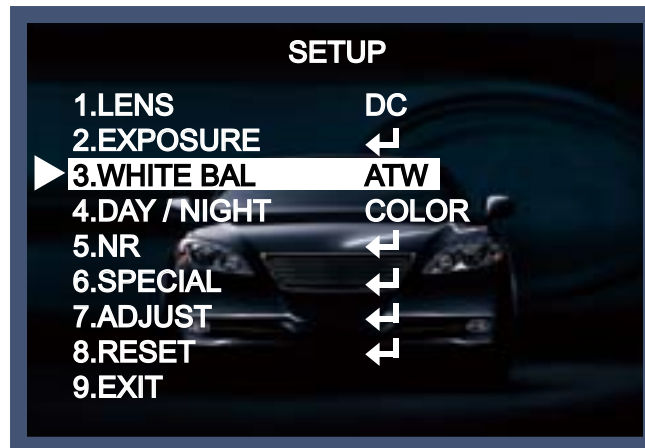 SETUP
1.LENS DC
2.EXPOSURE ↵
3.WHITE BAL ATW
4.DAY / NIGHT COLOR
5.NR ↵
6.SPECIAL ↵
7.ADJUST ↵
8.RESET ↵
9.EXIT